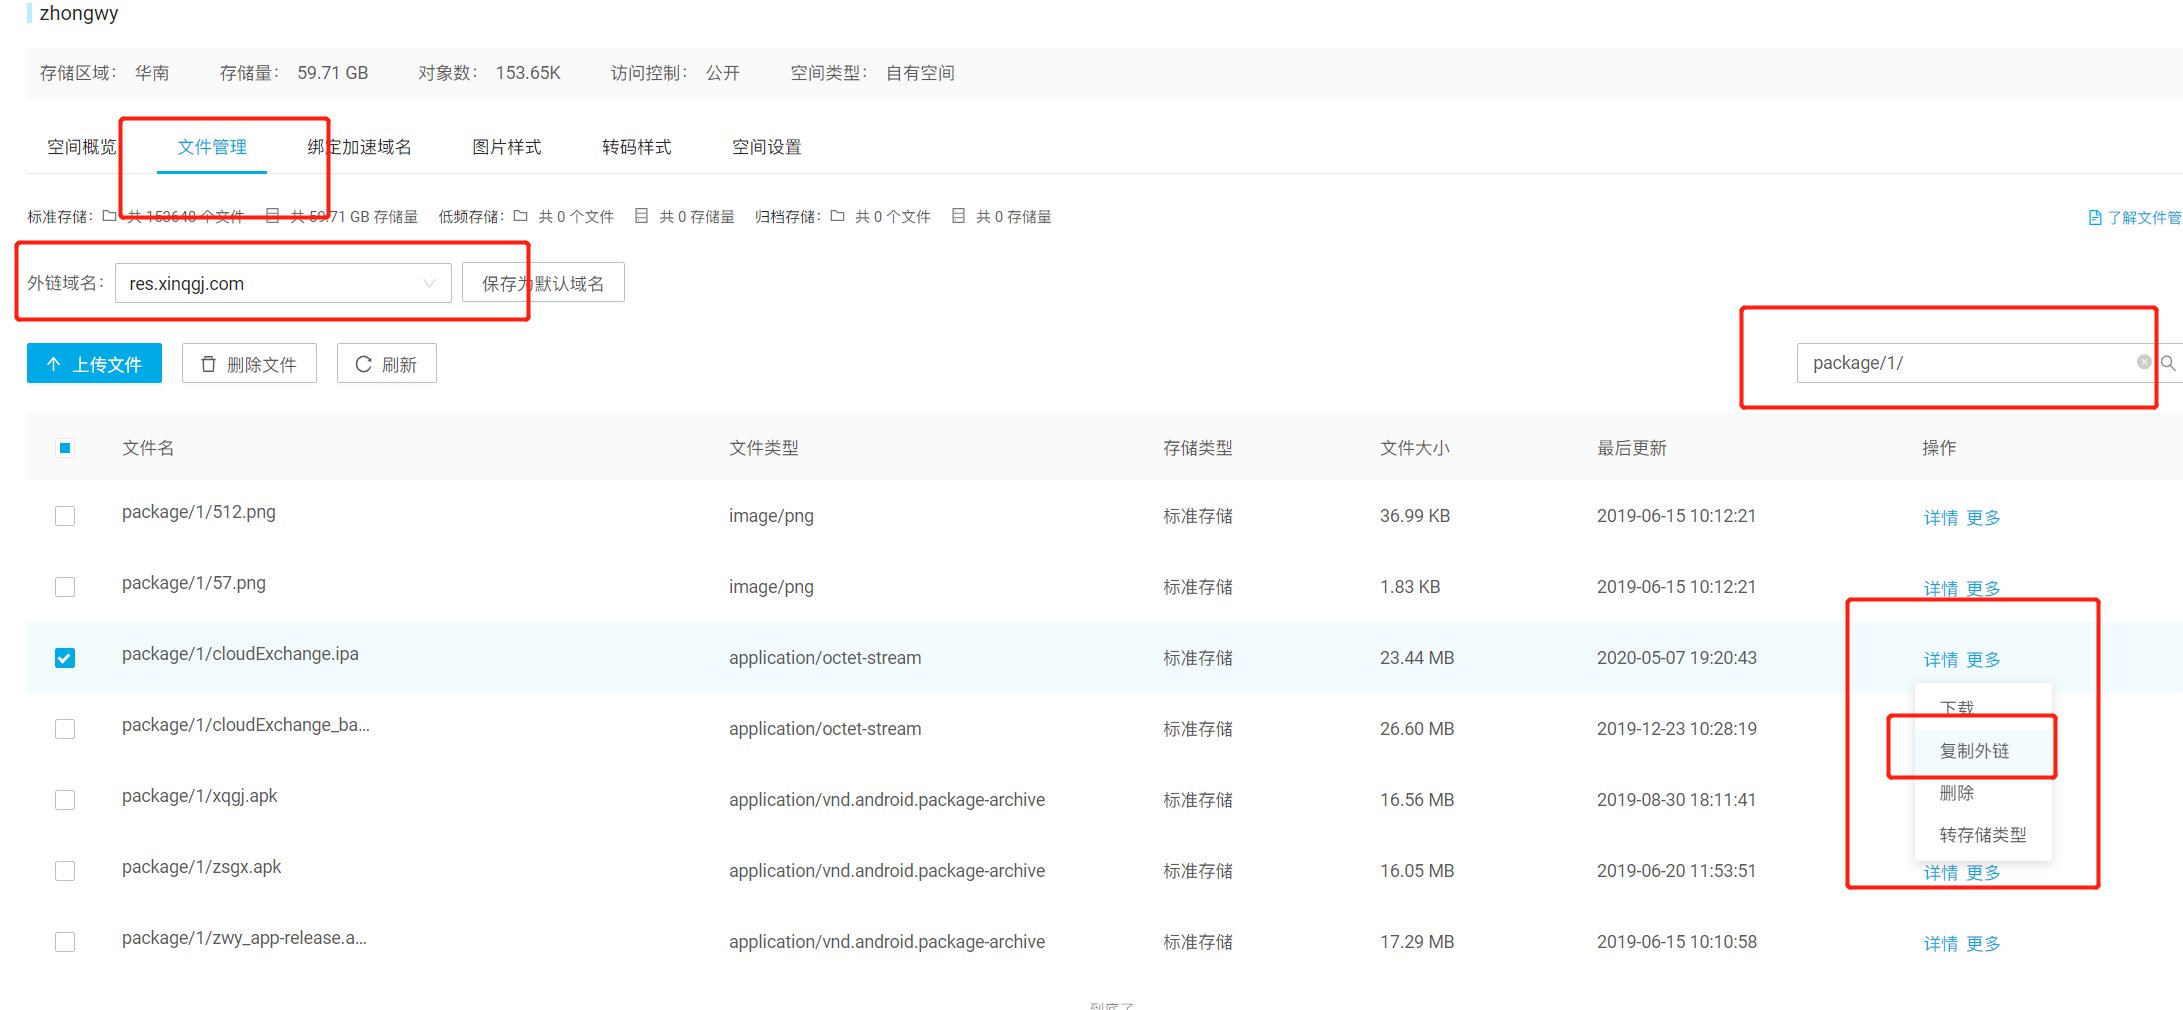 zhongwy
存储区域： 华南 存储量： 59.71 GB 对象数： 153.65K 访问控制： 公开 空间类型： 自有空间
空间概览 文件管理 绑定加速域名 图片样式 转码样式 空间设置
标准存储： 共 153648 个文件 共 59.71 GB 存储量 低频存储： 共 0 个文件 共 0 存储量 归档存储： 共 0 个文件 共 0 存储量 了解文件管
外链域名： res.xinqgj.com 保存为默认域名
上传文件 删除文件 刷新 package/1/
文件名 文件类型 存储类型 文件大小 最后更新 操作
package/1/512.png image/png 标准存储 36.99 KB 2019-06-15 10:12:21 详情 更多
package/1/57.png image/png 标准存储 1.83 KB 2019-06-15 10:12:21 详情 更多
package/1/cloudExchange.ipa application/octet-stream 标准存储 23.44 MB 2020-05-07 19:20:43 详情 更多
下载
package/1/cloudExchange_ba... application/octet-stream 标准存储 26.60 MB 2019-12-23 10:28:19
复制外链
删除
package/1/xqgj.apk application/vnd.android.package-archive 标准存储 16.56 MB 2019-08-30 18:11:41
转存储类型
package/1/zsgx.apk application/vnd.android.package-archive 标准存储 16.05 MB 2019-06-20 11:53:51 详情 更多
package/1/zwy_app-release.a... application/vnd.android.package-archive 标准存储 17.29 MB 2019-06-15 10:10:58 详情 更多
到底了